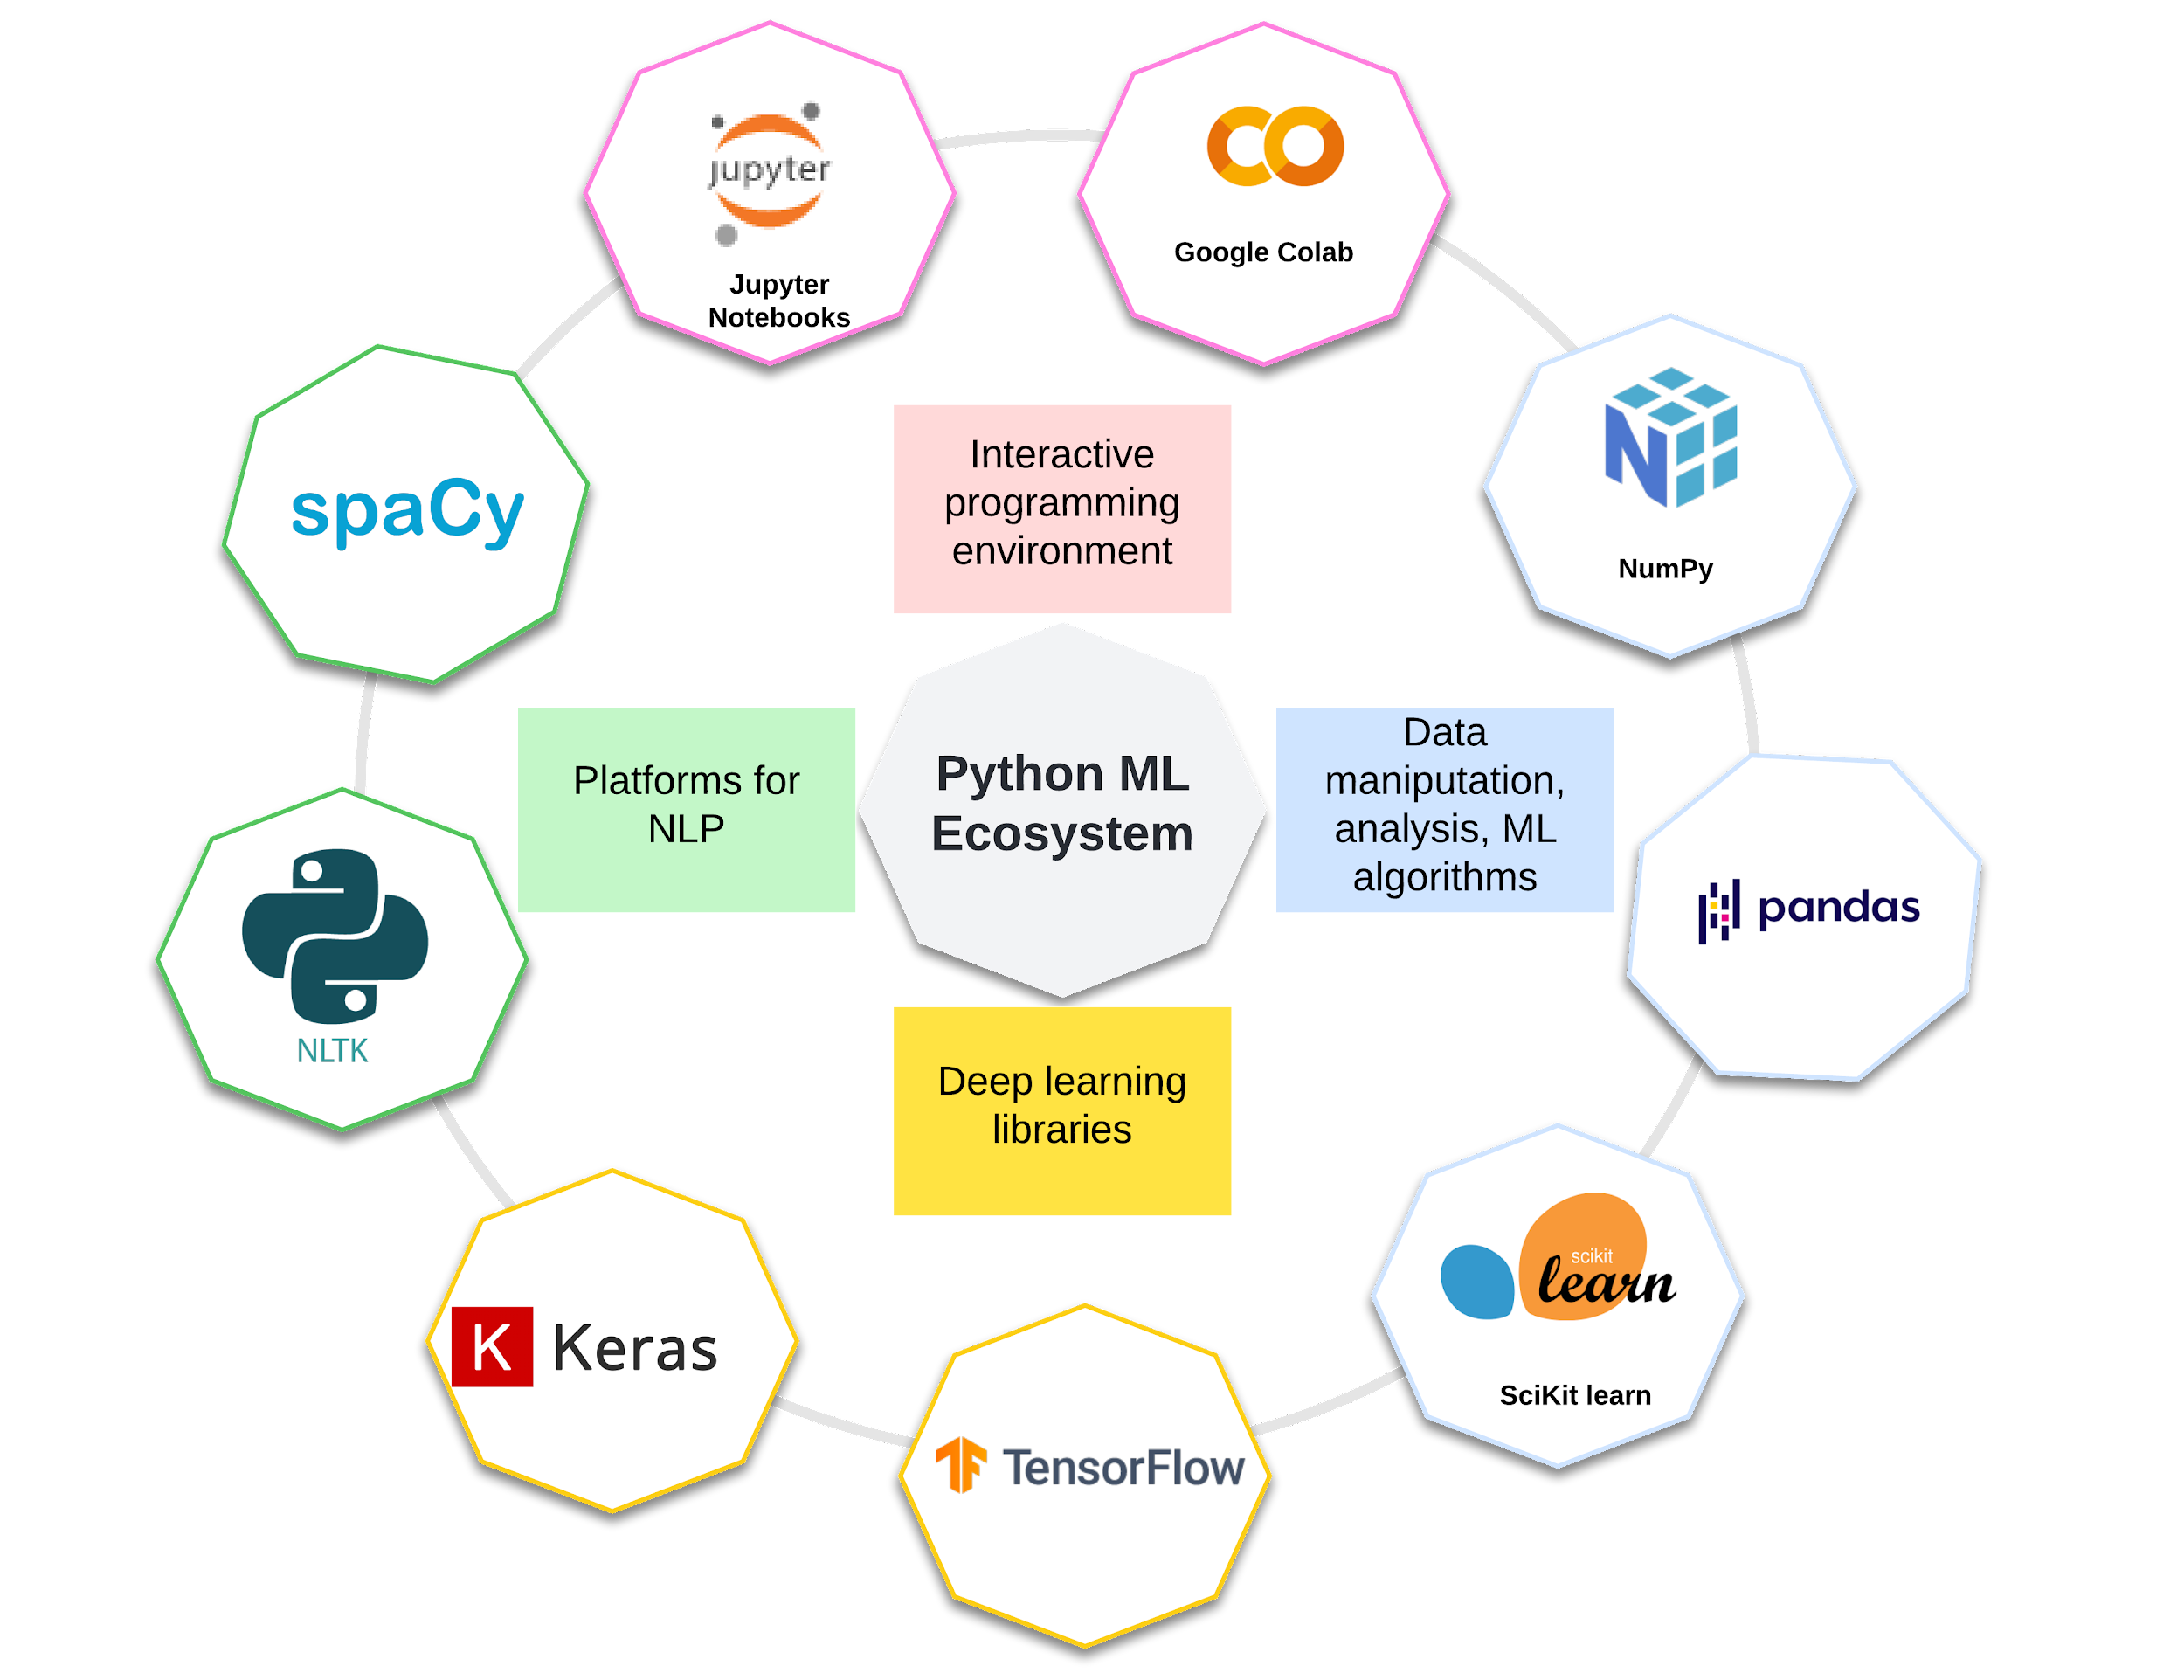 jupyter
Jupyter
Notebooks
Google Colab
NumPy
pandas
scikit
learn
SciKit learn
TensorFlow
K Keras
NLTK
spaCy
Interactive
programming
environment
Platforms for
NLP
Python ML
Ecosystem
Data
maniputation,
analysis, ML
algorithms
Deep learning
libraries